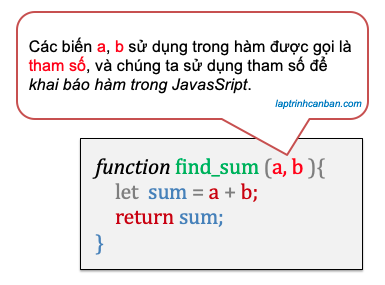 Các biến a, b sử dụng trong hàm được gọi là
tham số, và chúng ta sử dụng tham số để
khai báo hàm trong JavasSript.
laptrinhcanban.com
function find_sum (a, b ){
let sum = a + b;
return sum;
}